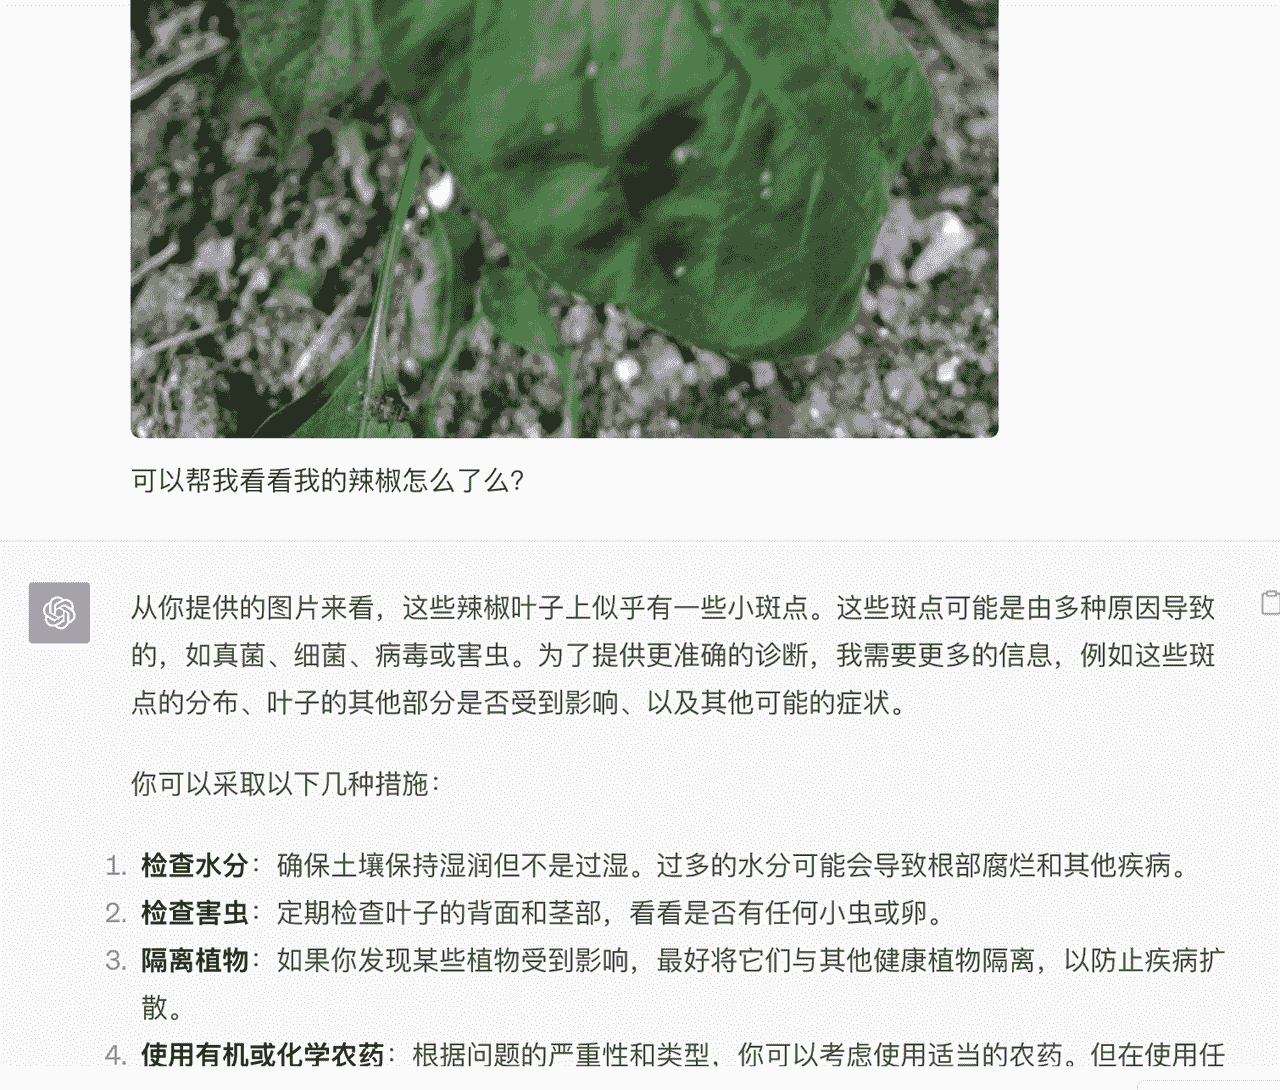 可以帮我看看我的辣椒怎么了么?
从你提供的图片来看，这些辣椒叶子上似乎有一些小斑点。这些斑点可能是由多种原因导致
的，如真菌、细菌、病毒或害虫。为了提供更准确的诊断，我需要更多的信息，例如这些斑
点的分布、叶子的其他部分是否受到影响、以及其他可能的症状。
你可以采取以下几种措施：
1. 检查水分：确保土壤保持湿润但不是过湿。过多的水分可能会导致根部腐烂和其他疾病。
2. 检查害虫：定期检查叶子的背面和茎部，看看是否有任何小虫或卵。
3. 隔离植物：如果你发现某些植物受到影响，最好将它们与其他健康植物隔离，以防止疾病扩
散。
4. 使用有机或化学农药：根据问题的严重性和类型，你可以考虑使用适当的农药。但在使用任